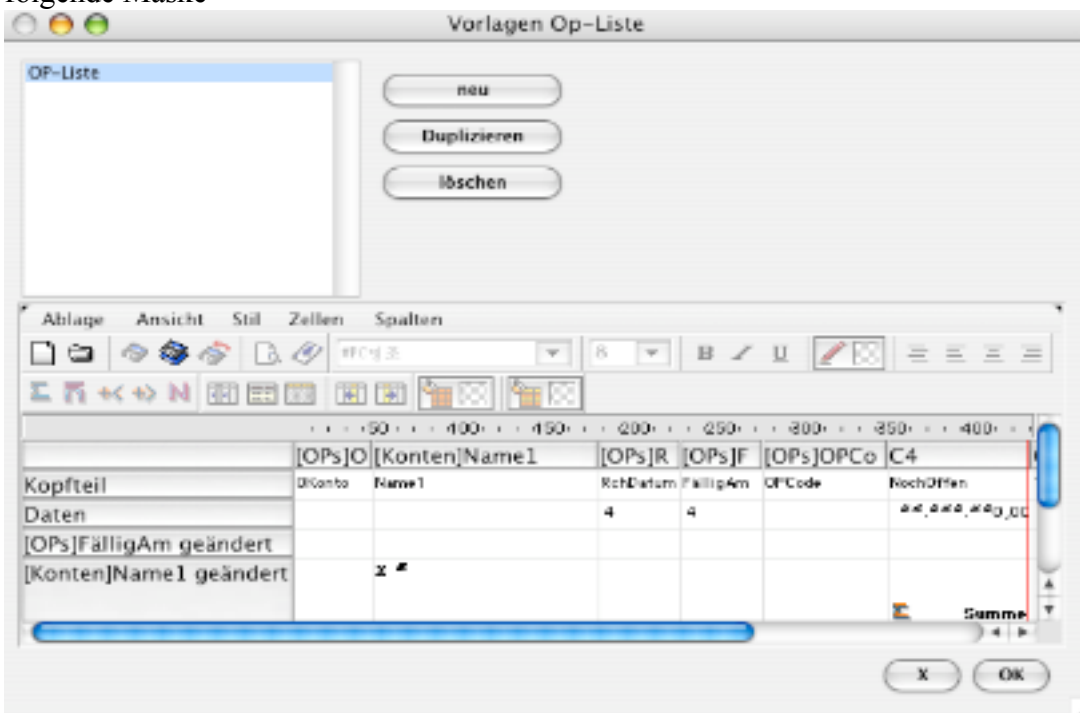 folgende Maske
Vorlagen Op-Liste
OP-Liste
neu
Duplizieren
löschen
Ablage Ansicht Stil Zellen Spalten
8 B I U
50 100 150 200 250 300 350 400
[OPs]O [Konten]Name1 [OPs]R [OPs]F [OPs]OPCo C4
Kopfteil OKonto Name1 RchDatum FälligAm OPCode NochOffen
Daten 4 4
[OPs]FälligAm geändert
[Konten]Name1 geändert x #
Σ Summe
X OK